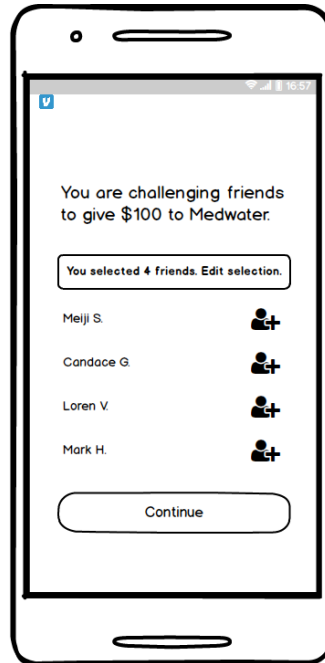 16:57
You are challenging friends
to give $100 to Medwater.
You selected 4 friends. Edit selection.
Meiji S.
Candace G.
Loren V.
Mark H.
Continue